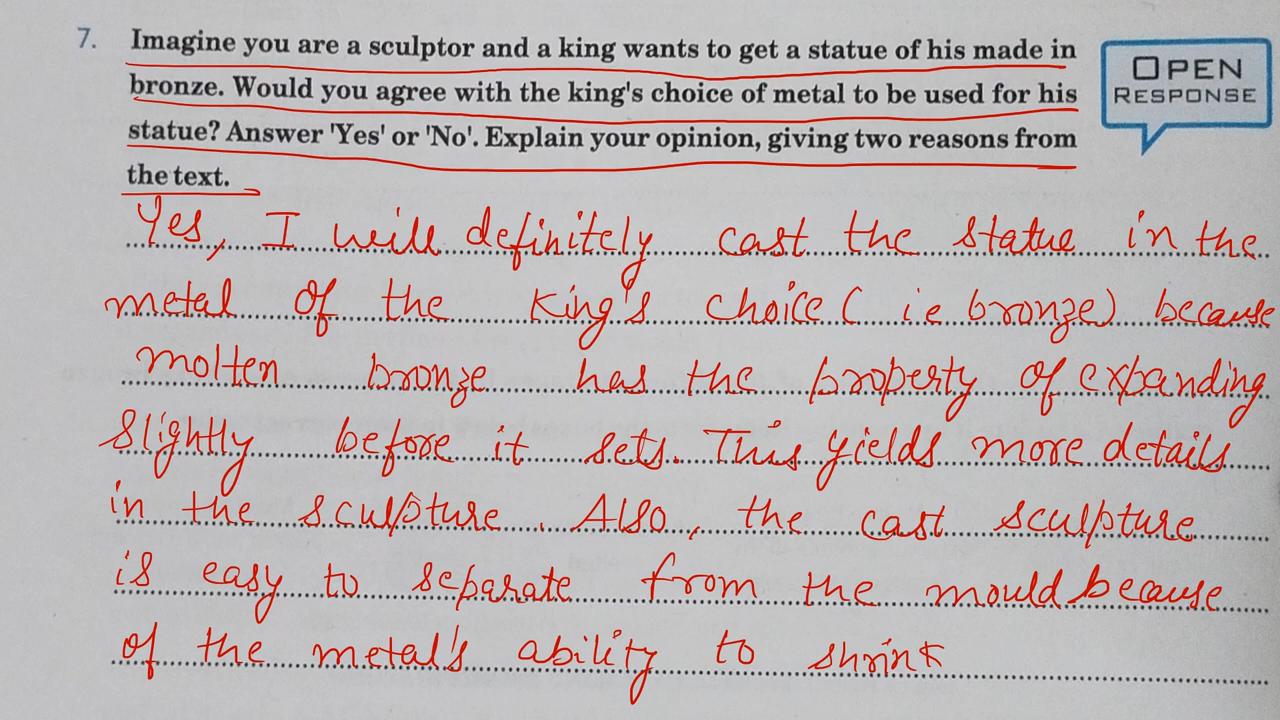 7. Imagine you are a sculptor and a king wants to get a statue of his made in
bronze. Would you agree with the king's choice of metal to be used for his
statue? Answer 'Yes' or 'No'. Explain your opinion, giving two reasons from
the text.
OPEN
RESPONSE
Yes, I will definitely cast the statue in the
metal of the King's choice (ie bronze) because
molten bronze has the property of expanding
slightly before it sets. This yields more details
in the sculpture. Also, the cast sculpture
is easy to separate from the mould because
of the metal's ability to shrink